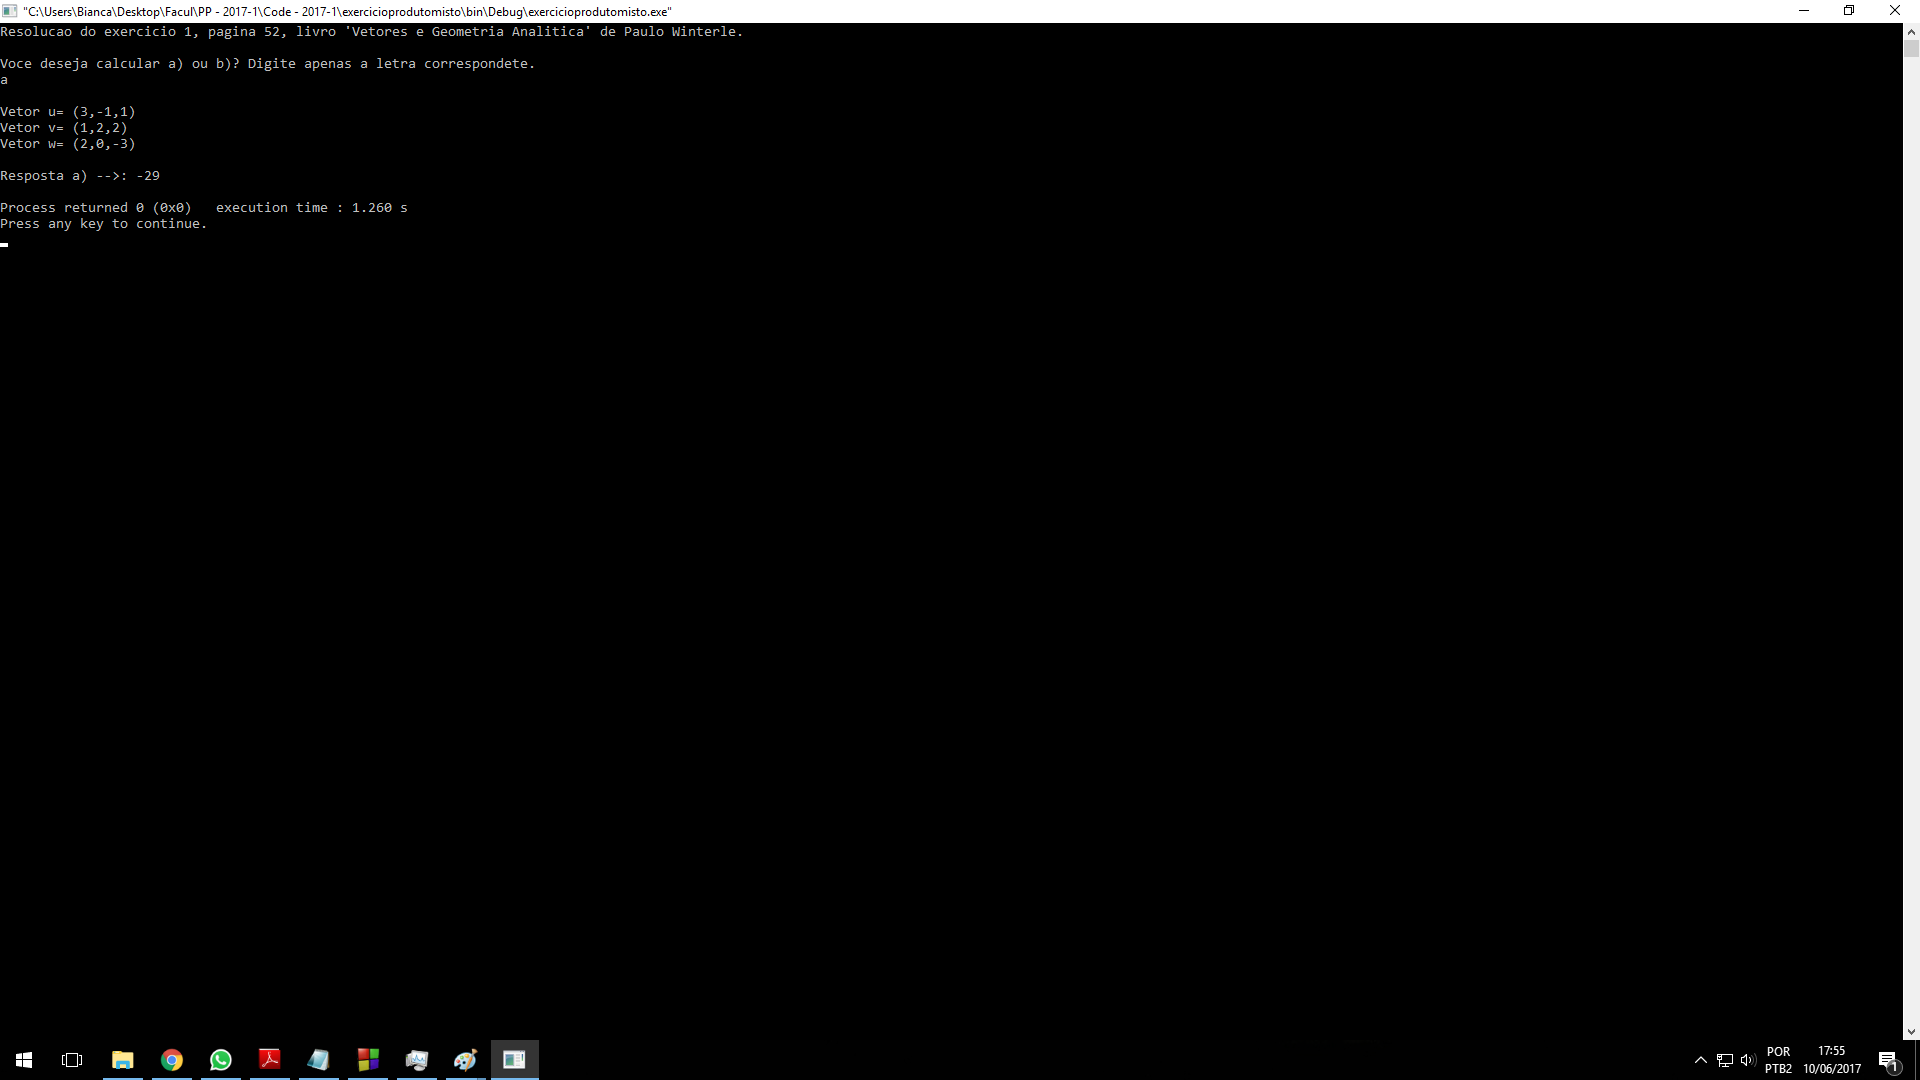 "C:\Users\Bianca\Desktop\Facul\PP - 2017-1\Code - 2017-1\exercicioprodutomisto\bin\Debug\exercicioprodutomisto.exe"
Resolucao do exercicio 1, pagina 52, livro 'Vetores e Geometria Analitica' de Paulo Winterle.
Voce deseja calcular a) ou b)? Digite apenas a letra correspondete.
a
Vetor u= (3,-1,1)
Vetor v= (1,2,2)
Vetor w= (2,0,-3)
Resposta a) -->: -29
Process returned 0 (0x0)   execution time : 1.260 s
Press any key to continue.
POR
PTB2
17:55
10/06/2017
1